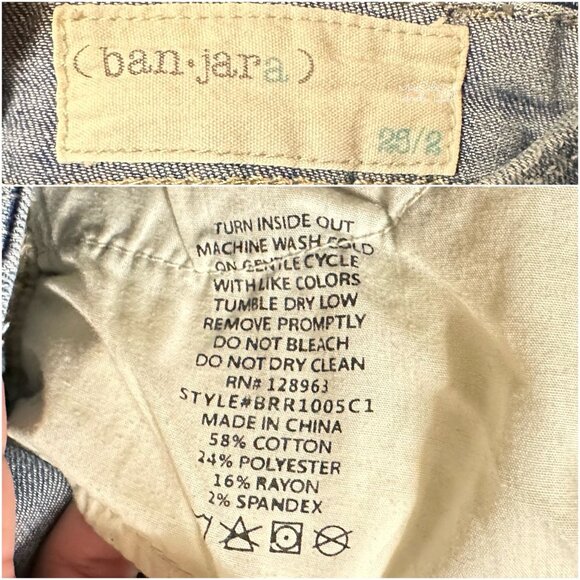 (ban·jara)
26/2
TURN INSIDE OUT
MACHINE WASH COLD
ON GENTLE CYCLE
WITH LIKE COLORS
TUMBLE DRY LOW
REMOVE PROMPTLY
DO NOT BLEACH
DO NOT DRY CLEAN
RN# 128963
STYLE#BRR1005C1
MADE IN CHINA
58% COTTON
24% POLYESTER
16% RAYON
2% SPANDEX